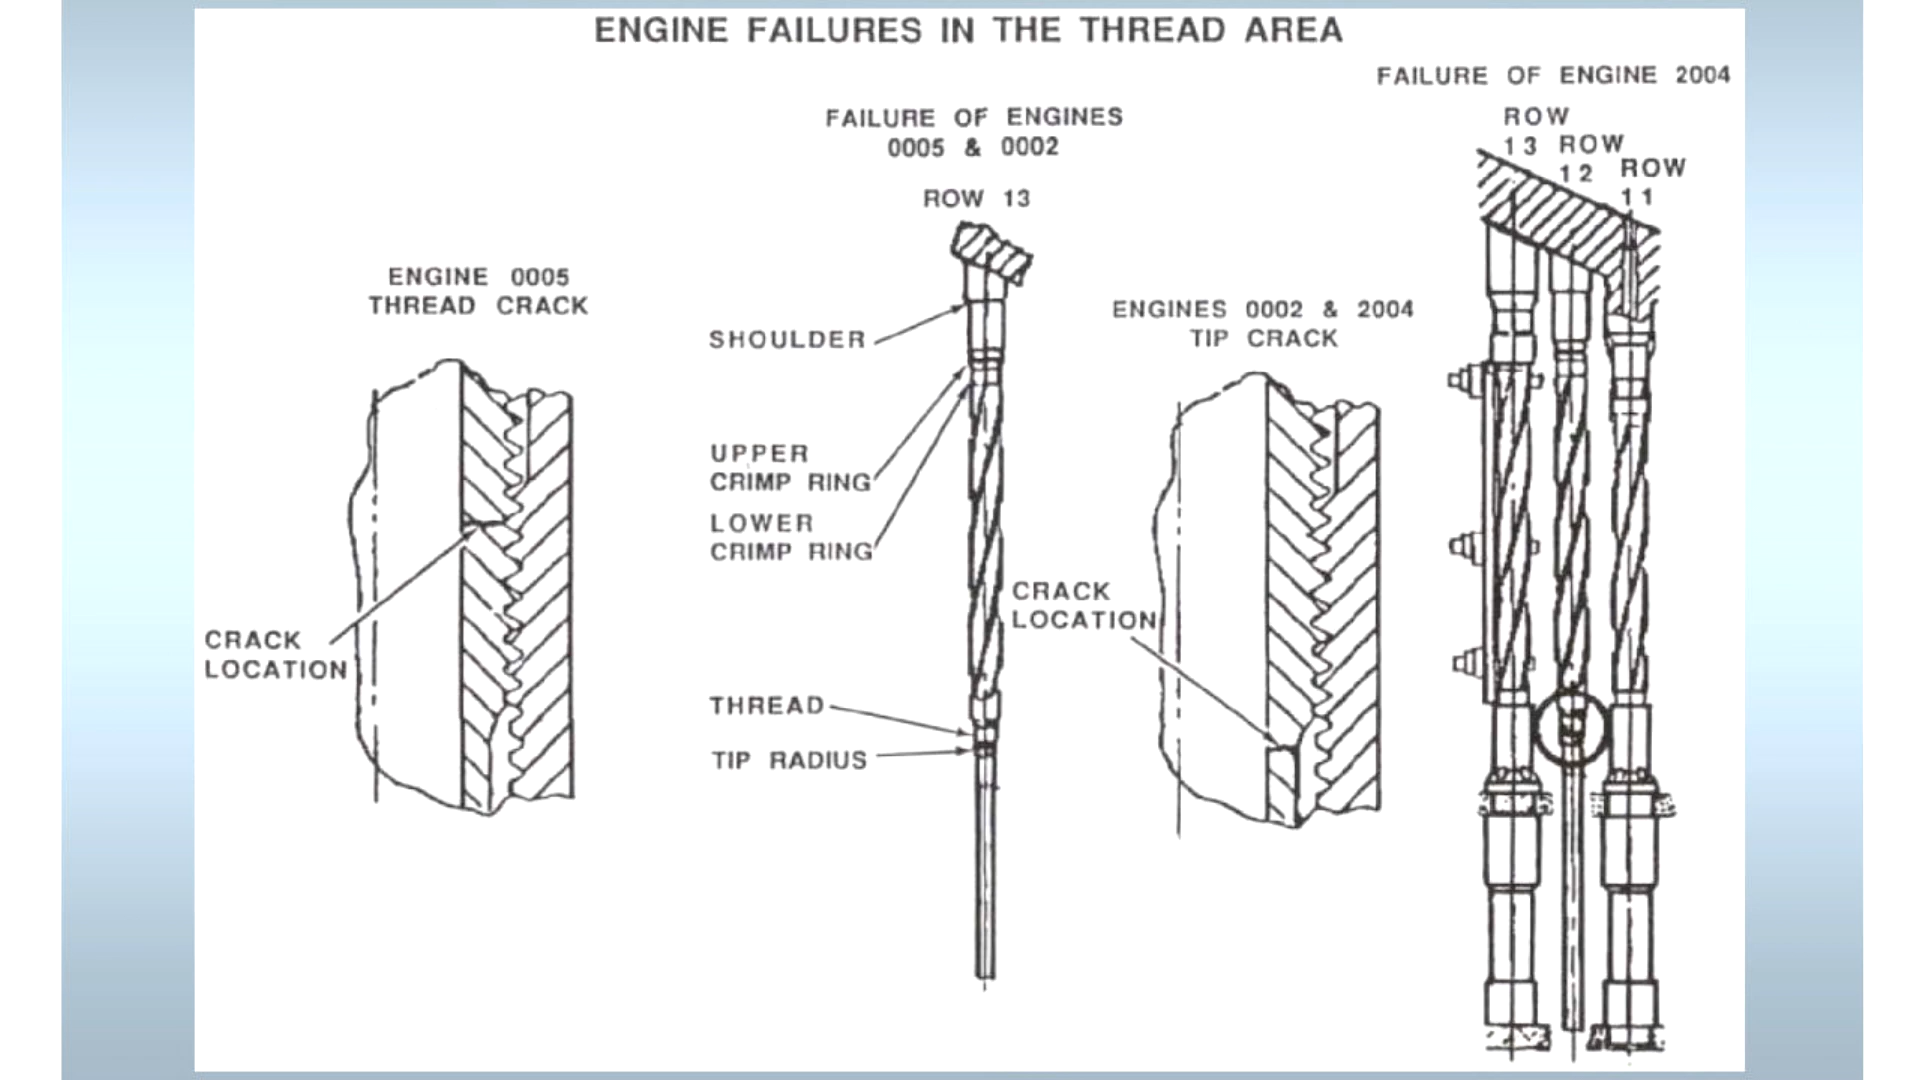 ENGINE FAILURES IN THE THREAD AREA
FAILURE OF ENGINE 2004
ROW
13
ROW
12
ROW
11
FAILURE OF ENGINES
0005 & 0002
ROW 13
ENGINE 0005
THREAD CRACK
SHOULDER
ENGINES 0002 & 2004
TIP CRACK
UPPER
CRIMP RING
LOWER
CRIMP RING
CRACK
LOCATION
CRACK
LOCATION
THREAD
TIP RADIUS